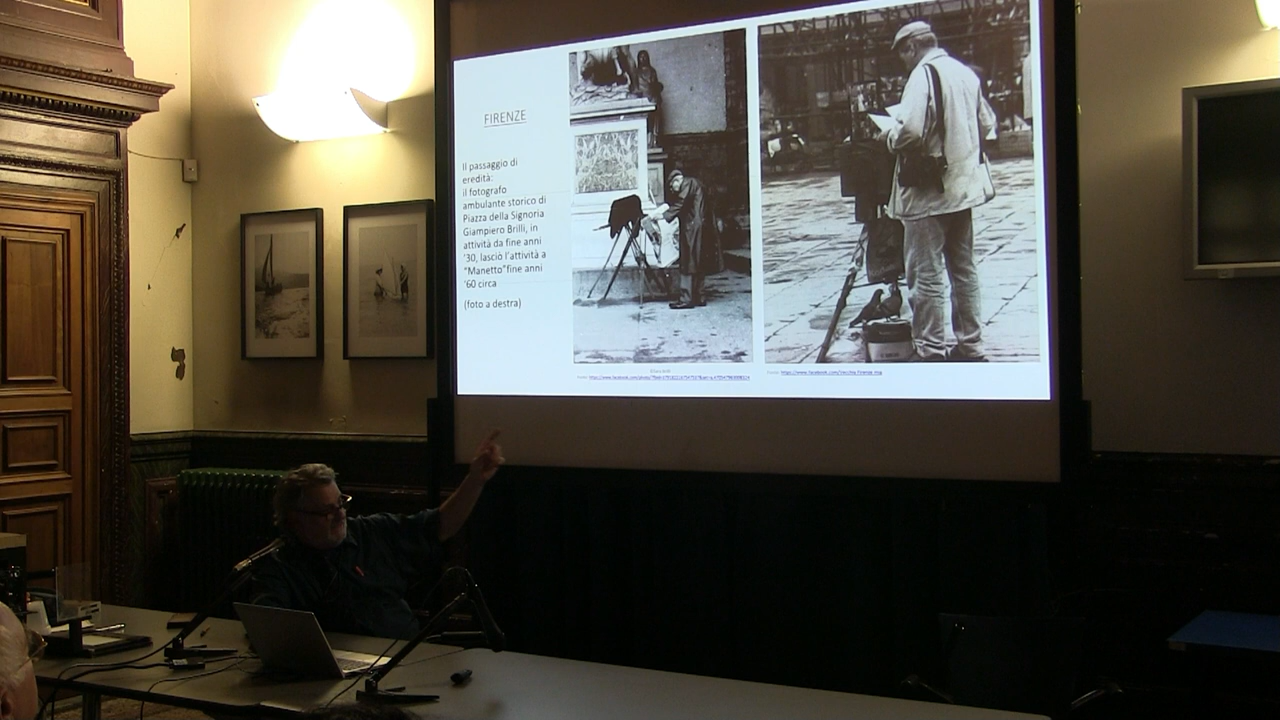 FIRENZE
Il passaggio di
eredità:
il fotografo
ambulante storico di
Piazza della Signoria
Giampiero Brilli, in
attività da fine anni
'30, lasciò l'attività a
"Manetto"fine anni
'60 circa
(foto a destra)